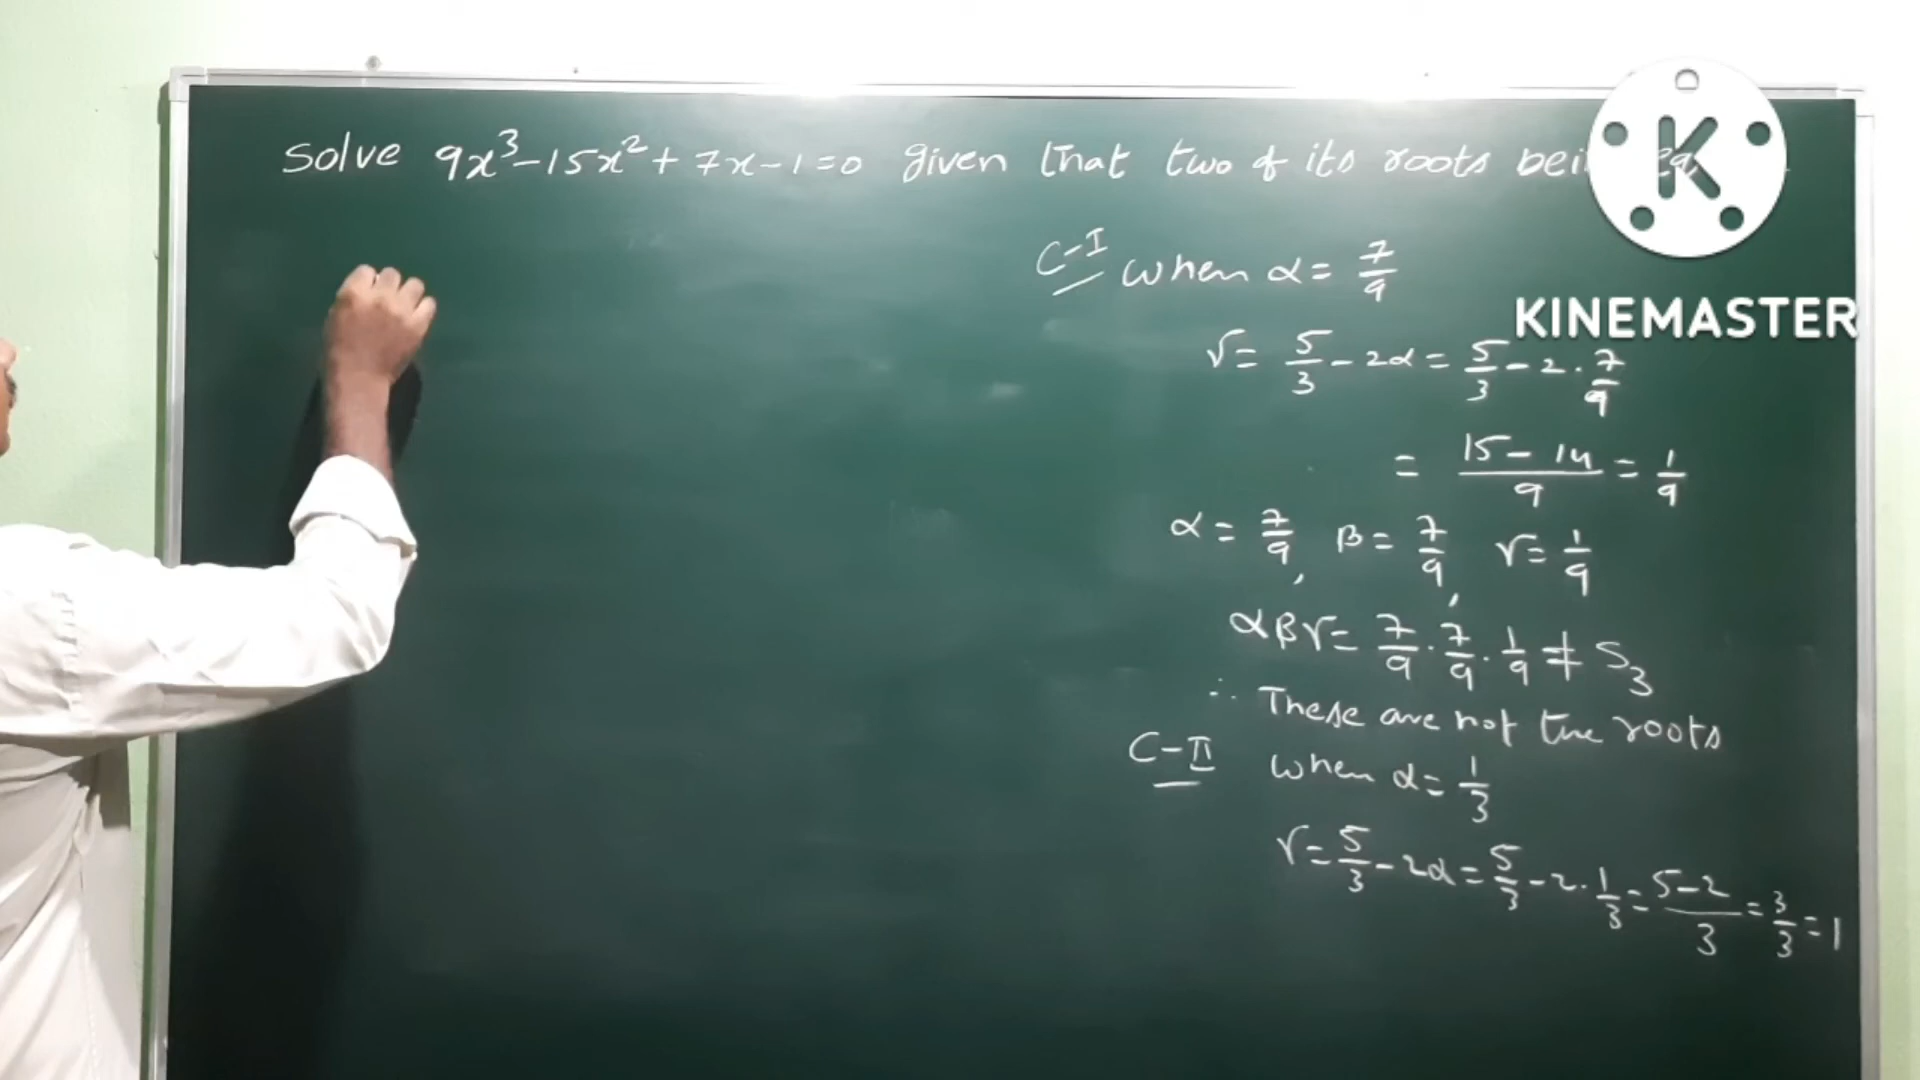 Solve 9x³-15x²+7x-1=0 given that two of its roots
C-I when α = 7/9
γ = 5/3 - 2α = 5/3 - 2 · 7/9
= (15 - 14)/9 = 1/9
α = 7/9, β = 7/9, γ = 1/9
αβγ = 7/9 · 7/9 · 1/9 ≠ S₃
∴ These are not the roots
C-II when α = 1/3
γ = 5/3 - 2α = 5/3 - 2 · 1/3 = (5-2)/3 = 3/3 = 1
K
KINEMASTER